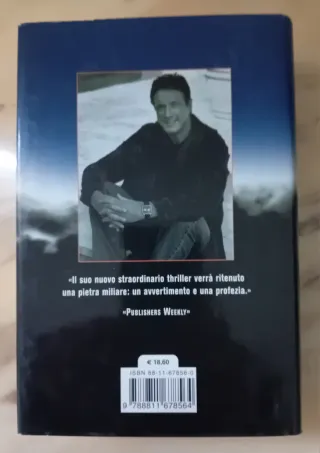 «Il suo nuovo straordinario thriller verrà ritenuto
una pietra miliare: un avvertimento e una profezia.»
«PUBLISHERS WEEKLY»
€ 18,60
ISBN 88-11-67856-0
9 788811 678564